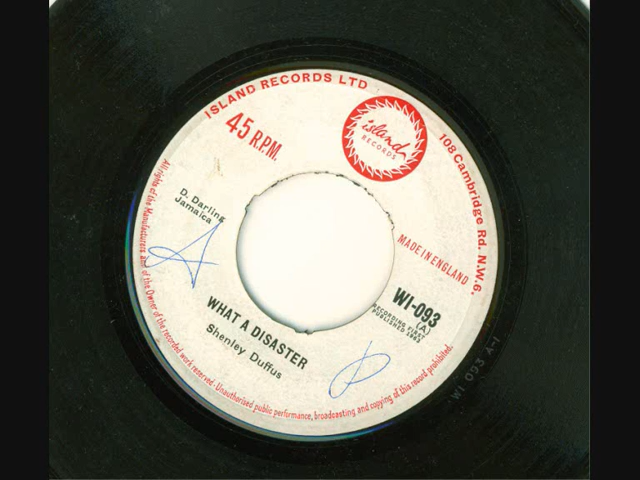 ISLAND RECORDS LTD
108 Cambridge Rd. N.W.6.
45 R.P.M.
island
RECORDS
D. Darling
Jamaica
MADE IN ENGLAND
WI-093
(A)
RECORDING FIRST
PUBLISHED 1963
WHAT A DISASTER
Shenley Duffus
A
All rights of the Manufacturers and of the Owner of the recorded work reserved. Unauthorised public performance, broadcasting and copying of this record prohibited.
WI 093 A-1